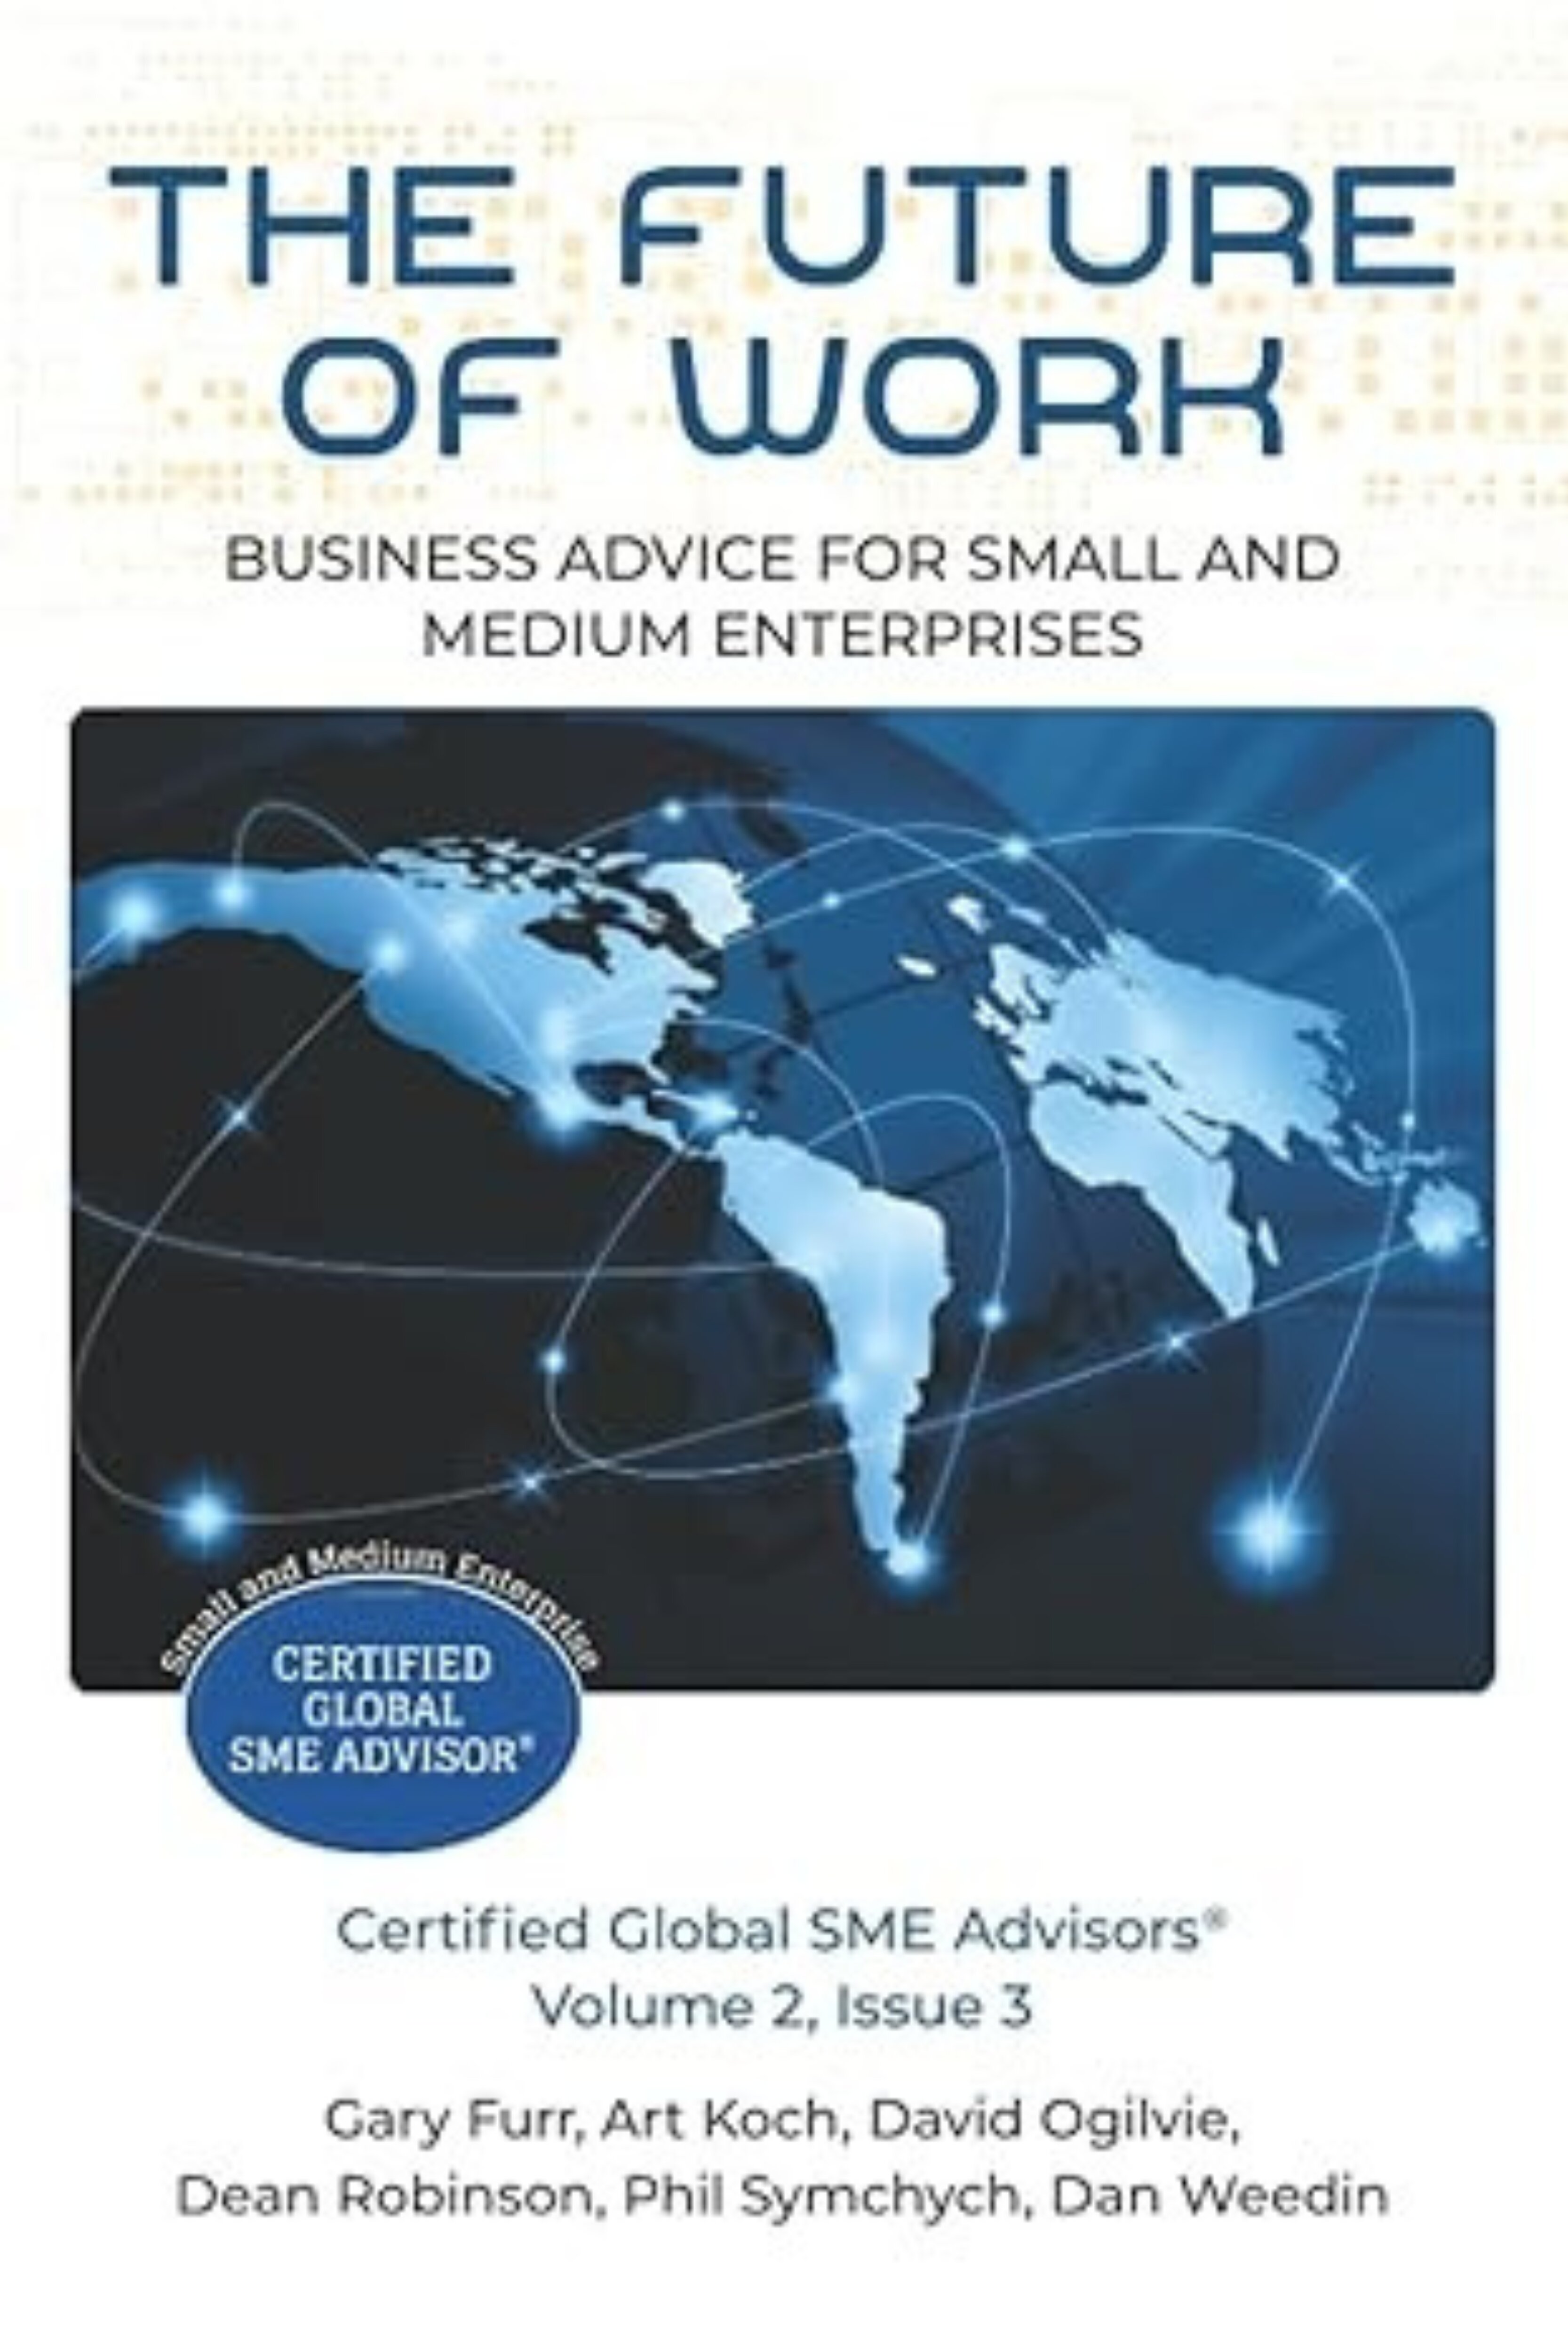 THE FUTURE
OF WORK
BUSINESS ADVICE FOR SMALL AND
MEDIUM ENTERPRISES
Small and Medium Enterprise
CERTIFIED
GLOBAL
SME ADVISOR®
Certified Global SME Advisors®
Volume 2, Issue 3
Gary Furr, Art Koch, David Ogilvie,
Dean Robinson, Phil Symchych, Dan Weedin